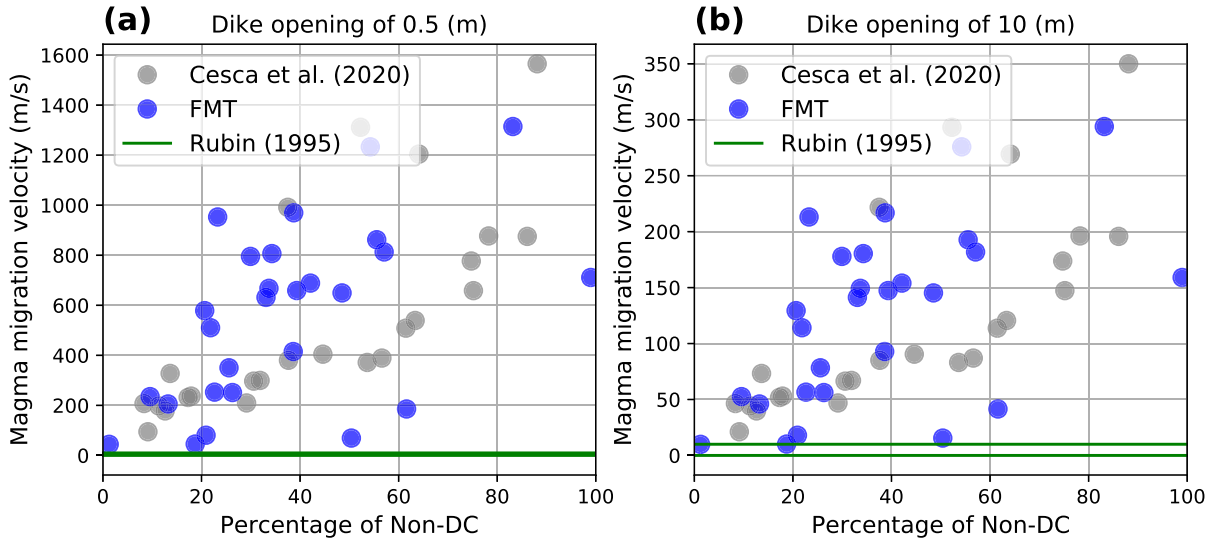 (a) Dike opening of 0.5 (m)
Magma migration velocity (m/s)
1600
1400
1200
1000
800
600
400
200
0
Cesca et al. (2020)
FMT
Rubin (1995)
0 20 40 60 80 100
Percentage of Non-DC
(b) Dike opening of 10 (m)
Magma migration velocity (m/s)
350
300
250
200
150
100
50
0
Cesca et al. (2020)
FMT
Rubin (1995)
0 20 40 60 80 100
Percentage of Non-DC